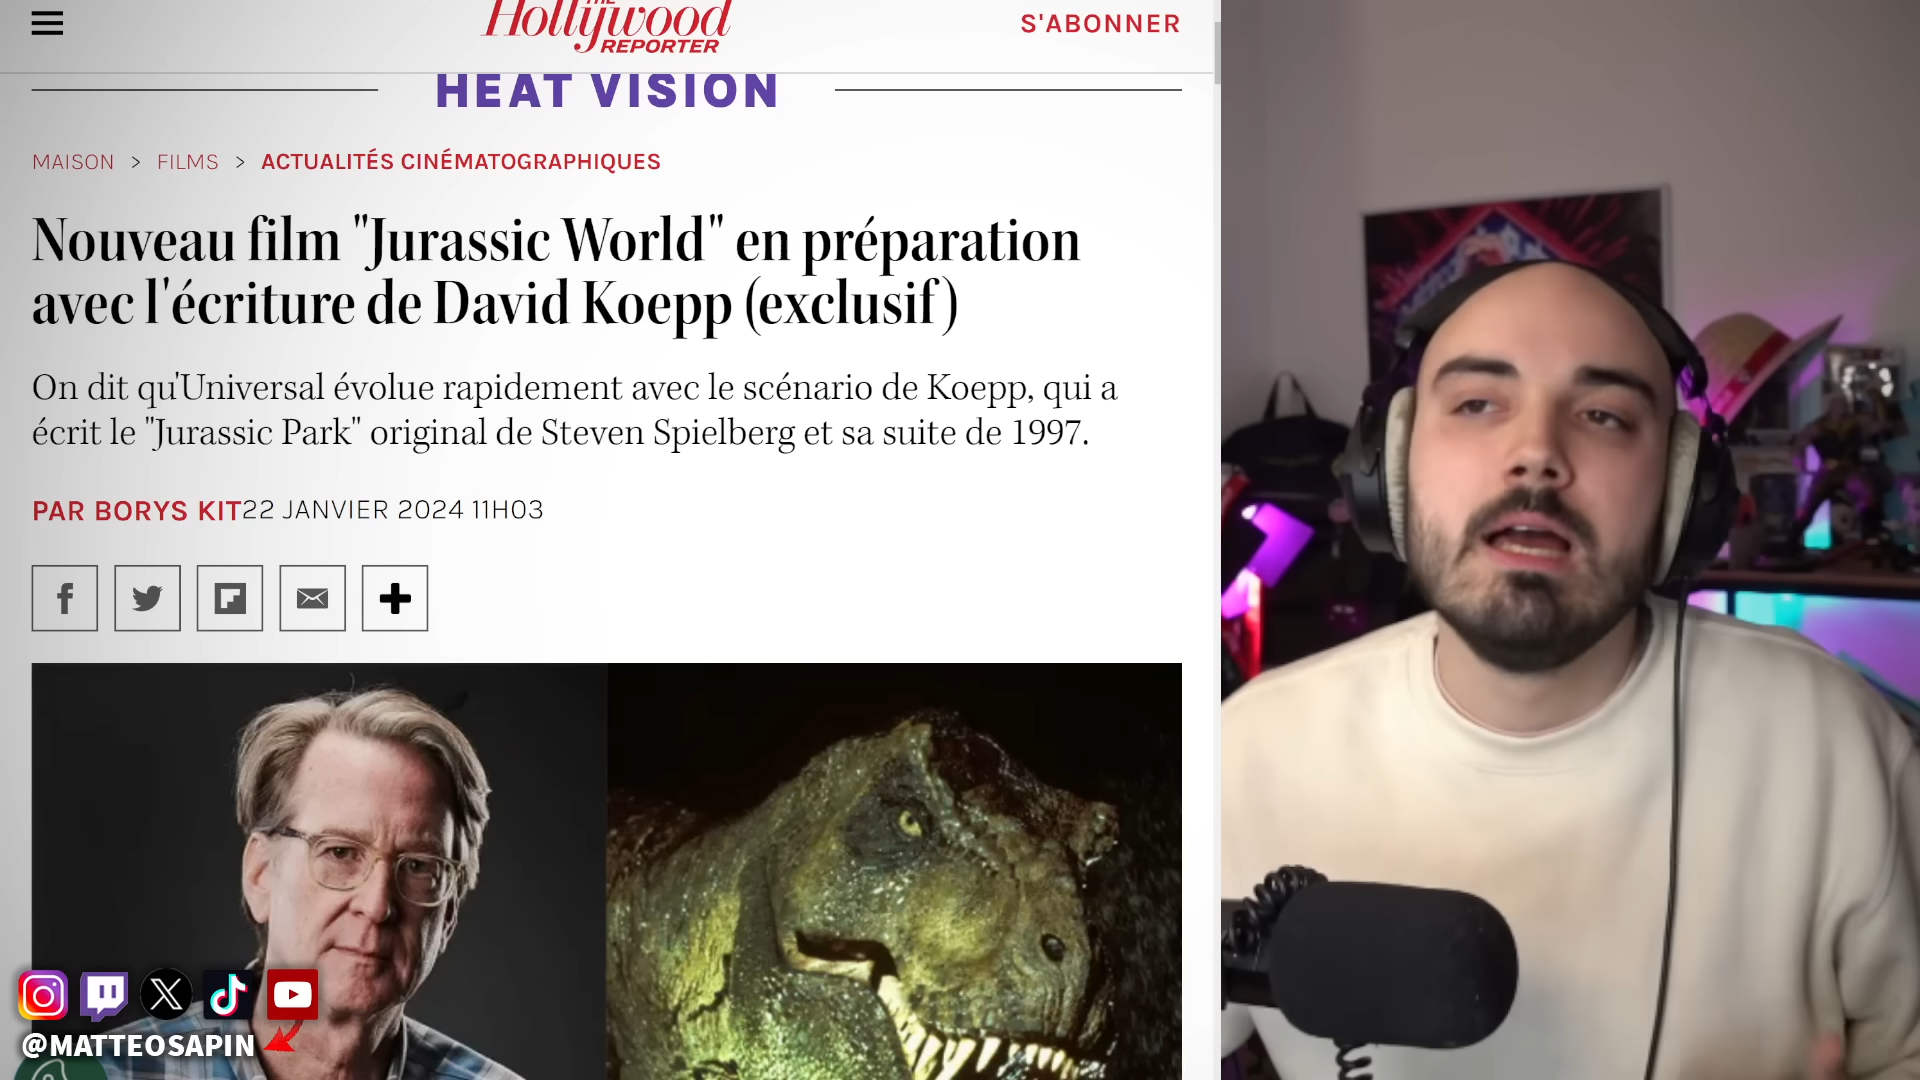 THE
Hollywood
REPORTER
S'ABONNER
HEAT VISION
MAISON > FILMS > ACTUALITÉS CINÉMATOGRAPHIQUES
Nouveau film "Jurassic World" en préparation
avec l'écriture de David Koepp (exclusif)
On dit qu'Universal évolue rapidement avec le scénario de Koepp, qui a
écrit le "Jurassic Park" original de Steven Spielberg et sa suite de 1997.
PAR BORYS KIT22 JANVIER 2024 11H03
@MATTEOSAPIN